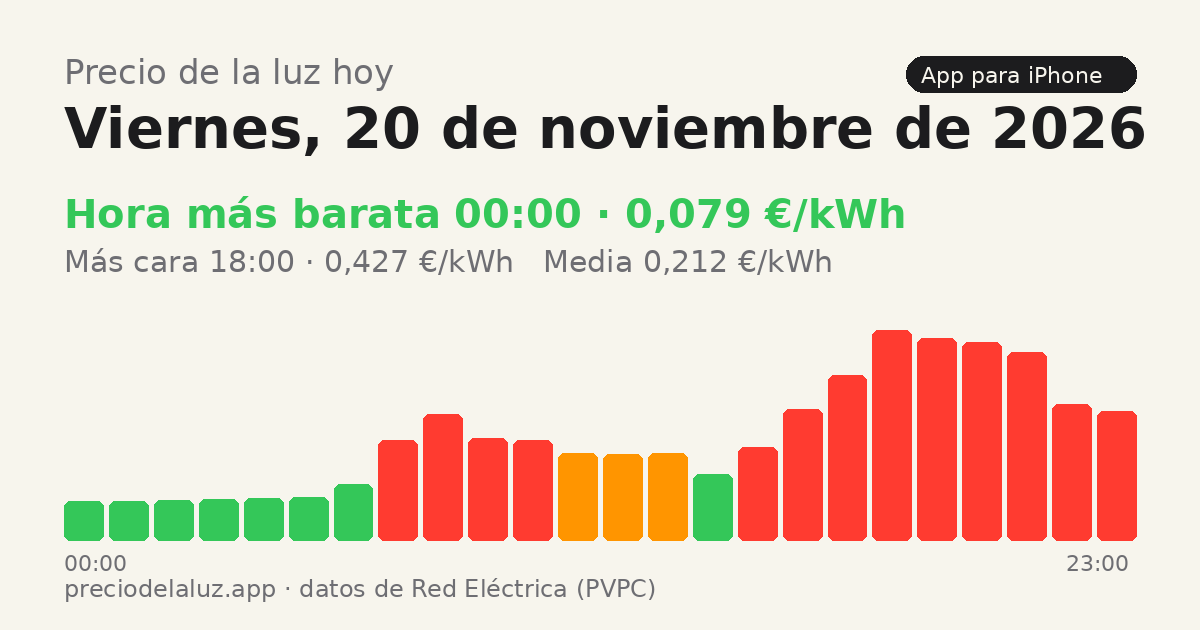 Precio de la luz hoy
App para iPhone
Viernes, 20 de noviembre de 2026
Hora más barata 00:00 · 0,079 €/kWh
Más cara 18:00 · 0,427 €/kWh   Media 0,212 €/kWh
00:00
23:00
preciodelaluz.app · datos de Red Eléctrica (PVPC)